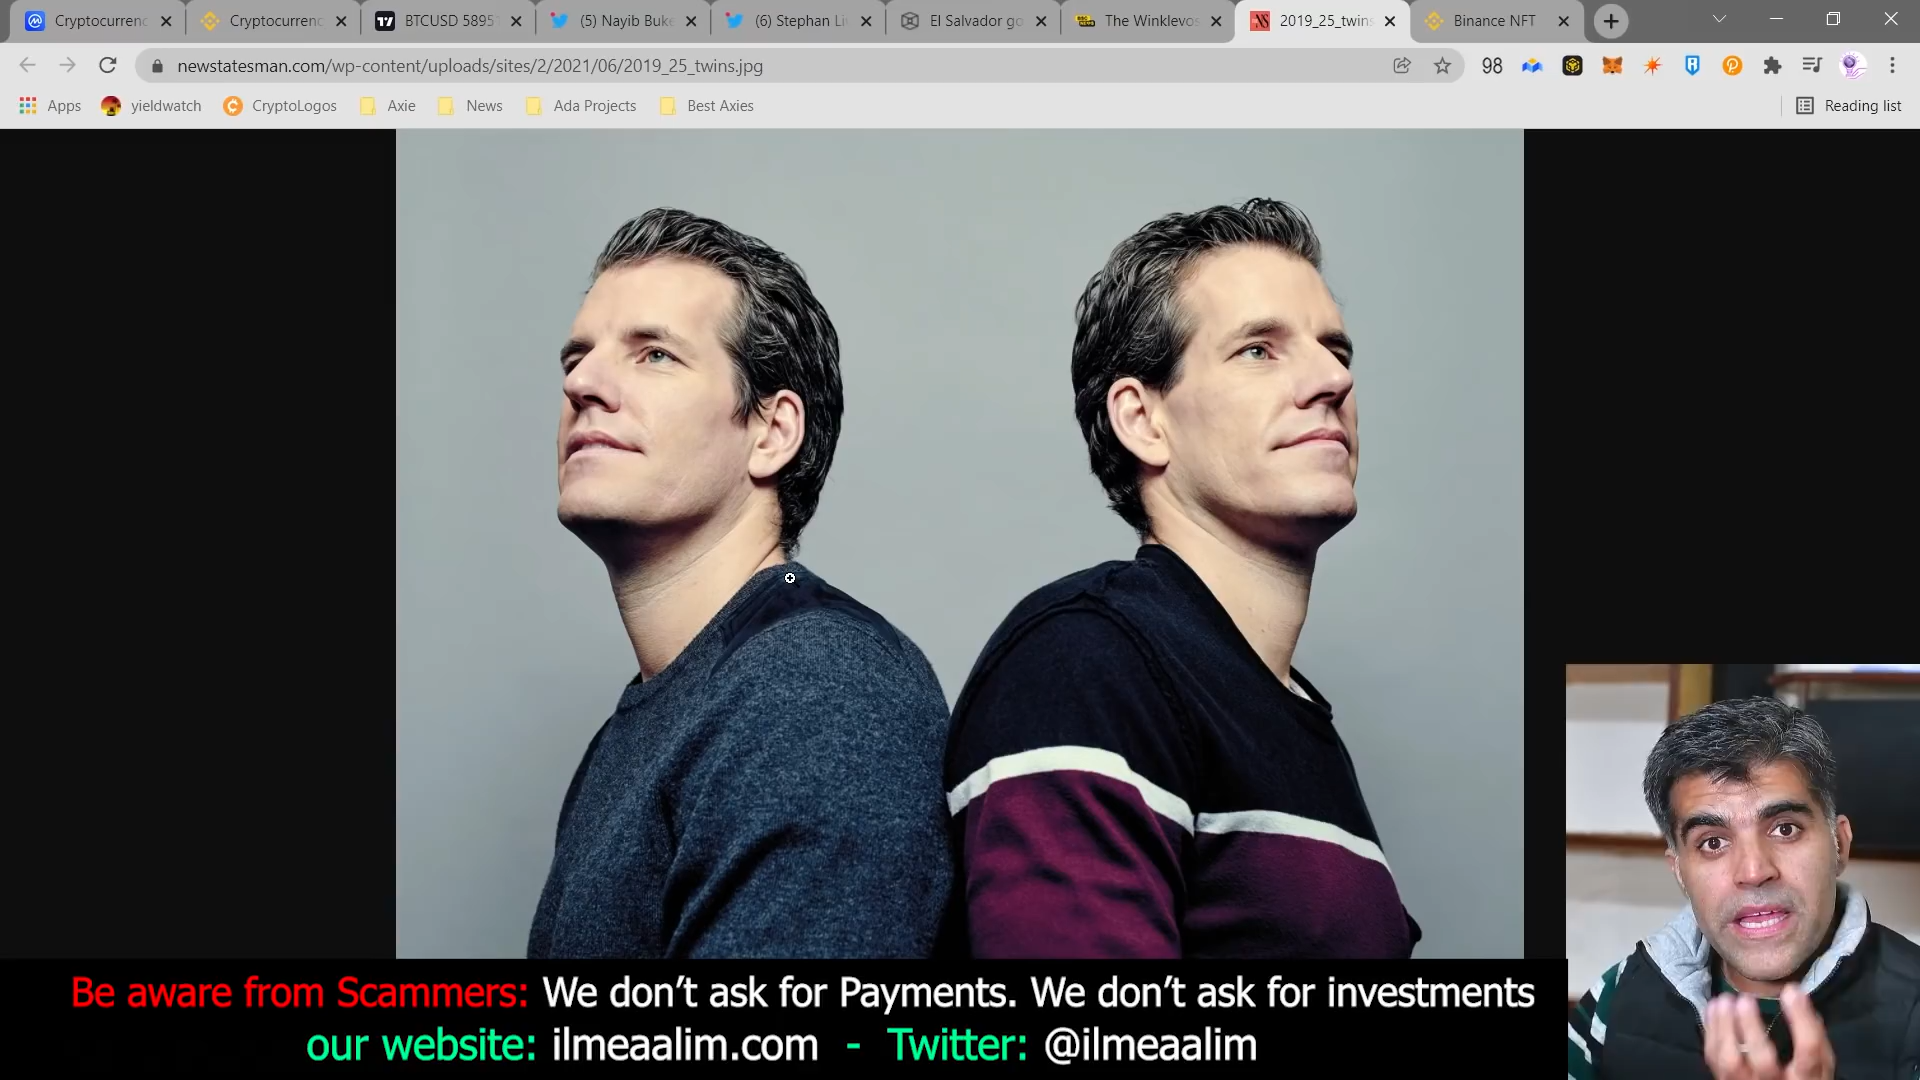 Cryptocurrenc
Cryptocurrenc
BTCUSD 5895
(5) Nayib Buke
(6) Stephan Li
El Salvador go
The Winklevos
2019_25_twins
Binance NFT
newstatesman.com/wp-content/uploads/sites/2/2021/06/2019_25_twins.jpg
98
Apps
yieldwatch
CryptoLogos
Axie
News
Ada Projects
Best Axies
Reading list
Be aware from Scammers: We don't ask for Payments. We don't ask for investments
our website: ilmeaalim.com - Twitter: @ilmeaalim